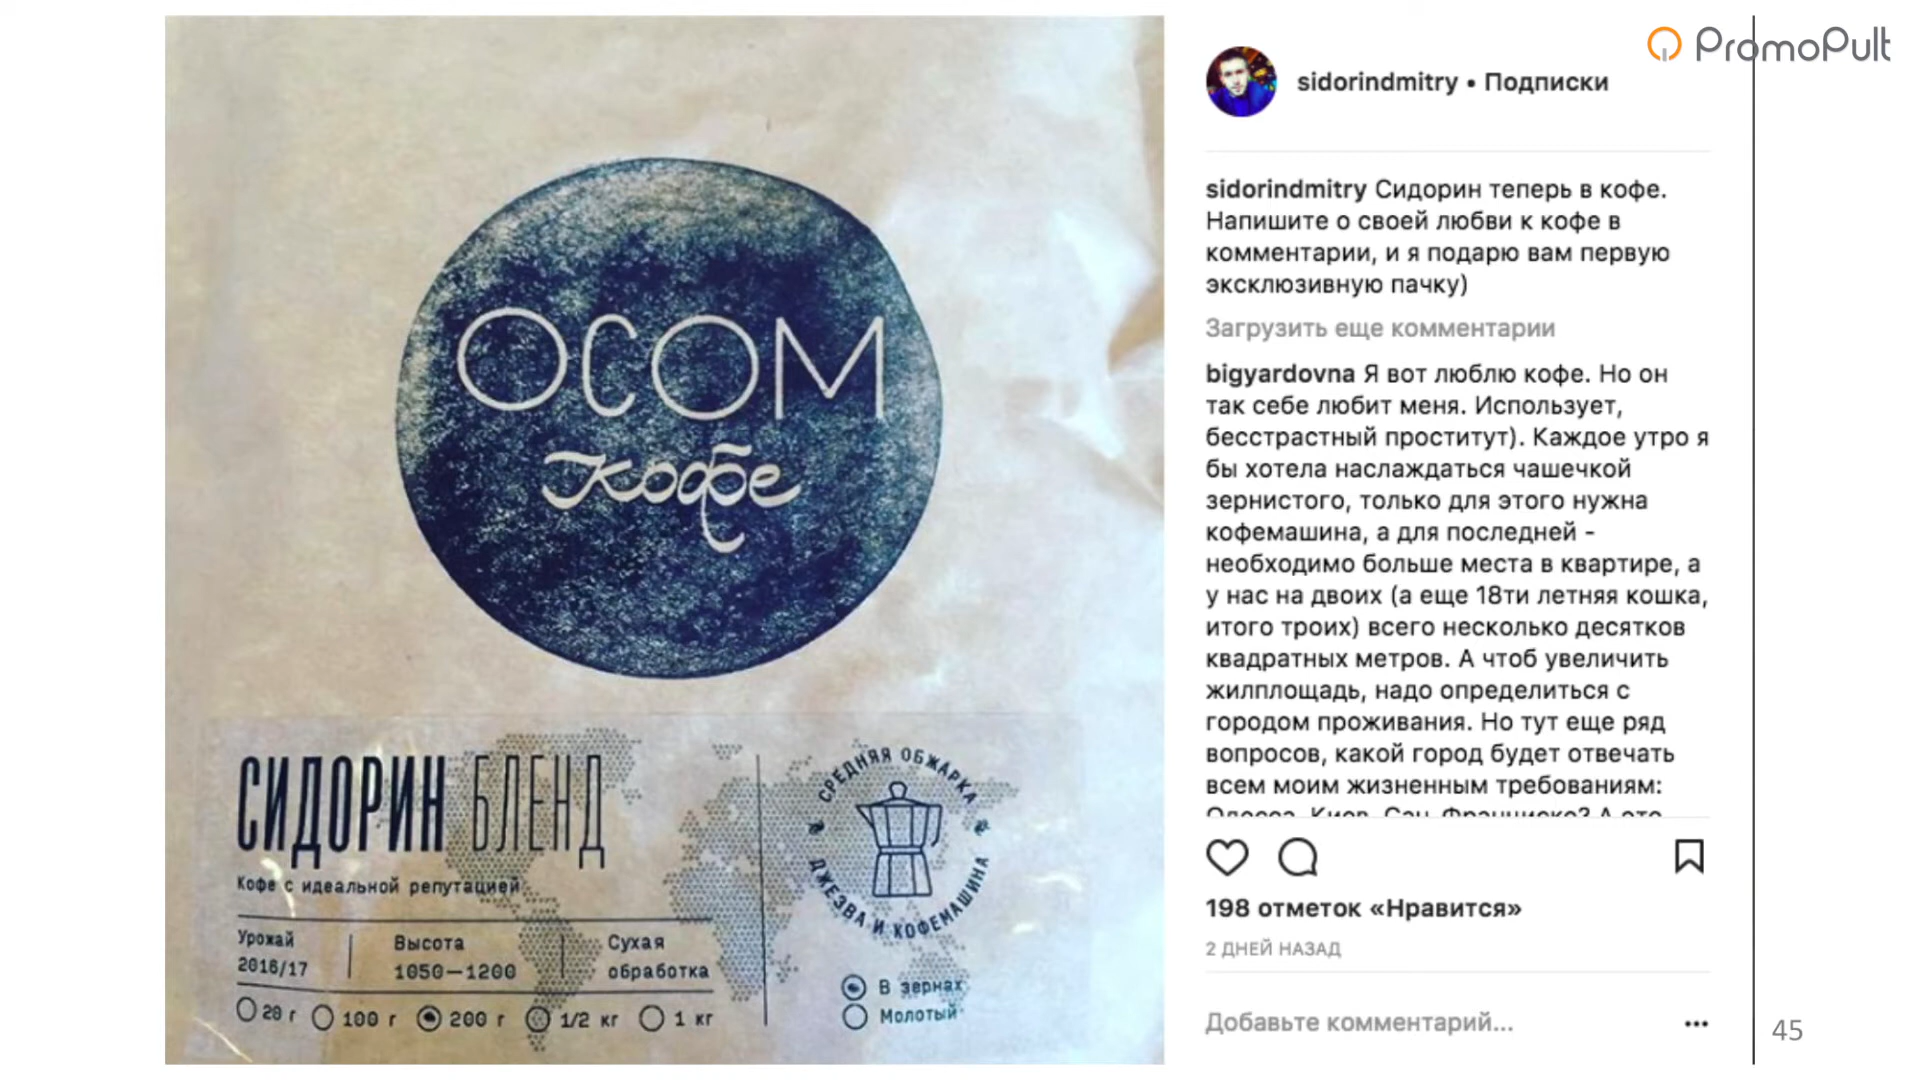 PromoPult
ОСОМ
кофе
СИДОРИН БЛЕНД
Кофе с идеальной репутацией
Урожай
2016/17
Высота
1050—1200
Сухая
обработка
20 г 100 г 200 г 1/2 кг 1 кг
СРЕДНЯЯ ОБЖАРКА
ДЖЕЗВА И КОФЕМАШИНА
В зернах
Молотый
sidorindmitry • Подписки
sidorindmitry Сидорин теперь в кофе.
Напишите о своей любви к кофе в
комментарии, и я подарю вам первую
эксклюзивную пачку)
Загрузить еще комментарии
bigyardovna Я вот люблю кофе. Но он
так себе любит меня. Использует,
бесстрастный проститут). Каждое утро я
бы хотела наслаждаться чашечкой
зернистого, только для этого нужна
кофемашина, а для последней -
необходимо больше места в квартире, а
у нас на двоих (а еще 18ти летняя кошка,
итого троих) всего несколько десятков
квадратных метров. А чтоб увеличить
жилплощадь, надо определиться с
городом проживания. Но тут еще ряд
вопросов, какой город будет отвечать
всем моим жизненным требованиям:
Одесса, Киев, Сан-Франциско? А это
198 отметок «Нравится»
2 ДНЕЙ НАЗАД
Добавьте комментарий...
45